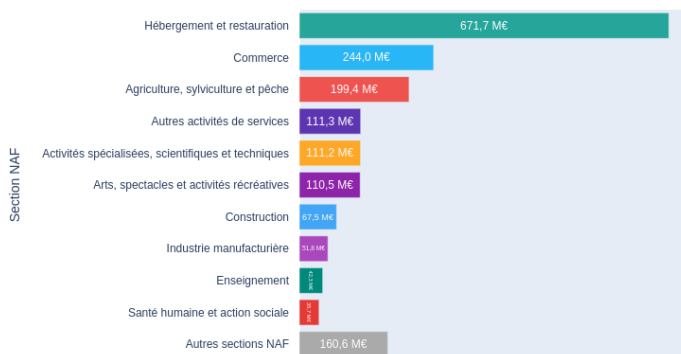 Section NAF
Hébergement et restauration 671,7 M€
Commerce 244,0 M€
Agriculture, sylviculture et pêche 199,4 M€
Autres activités de services 111,3 M€
Activités spécialisées, scientifiques et techniques 111,2 M€
Arts, spectacles et activités récréatives 110,5 M€
Construction 67,5 M€
Industrie manufacturière 51,8 M€
Enseignement
Santé humaine et action sociale
Autres sections NAF 160,6 M€